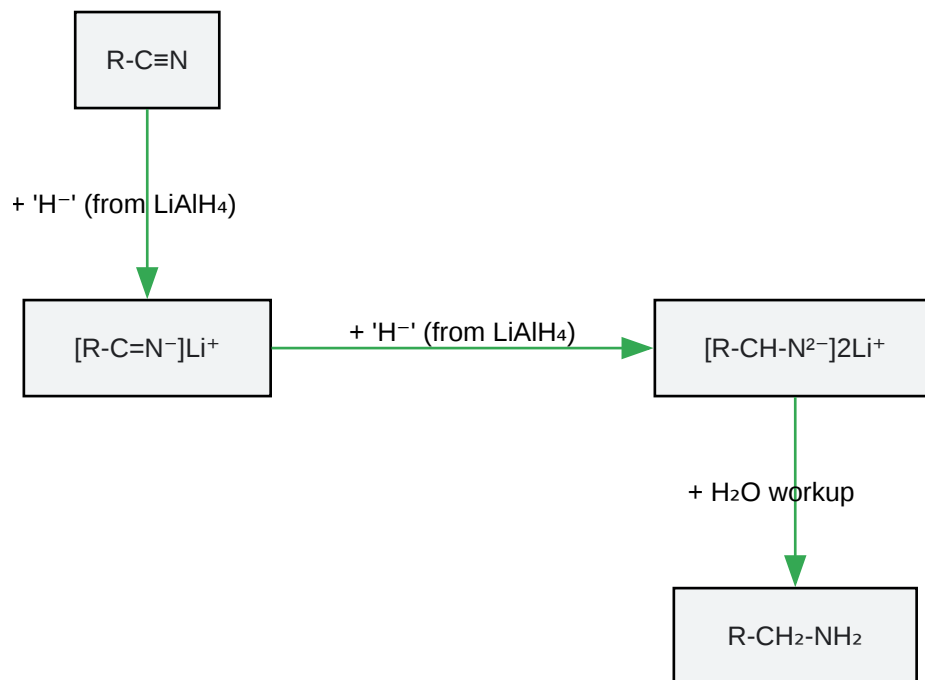 R-C≡N
+ 'H⁻' (from LiAlH₄)
[R-C=N⁻]Li⁺
+ 'H⁻' (from LiAlH₄)
[R-CH-N²⁻]2Li⁺
+ H₂O workup
R-CH₂-NH₂